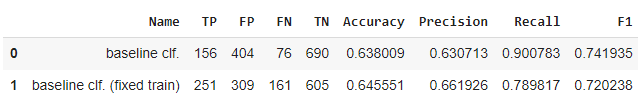 Name TP FP FN TN Accuracy Precision Recall F1
0 baseline clf. 156 404 76 690 0.638009 0.630713 0.900783 0.741935
1 baseline clf. (fixed train) 251 309 161 605 0.645551 0.661926 0.789817 0.720238